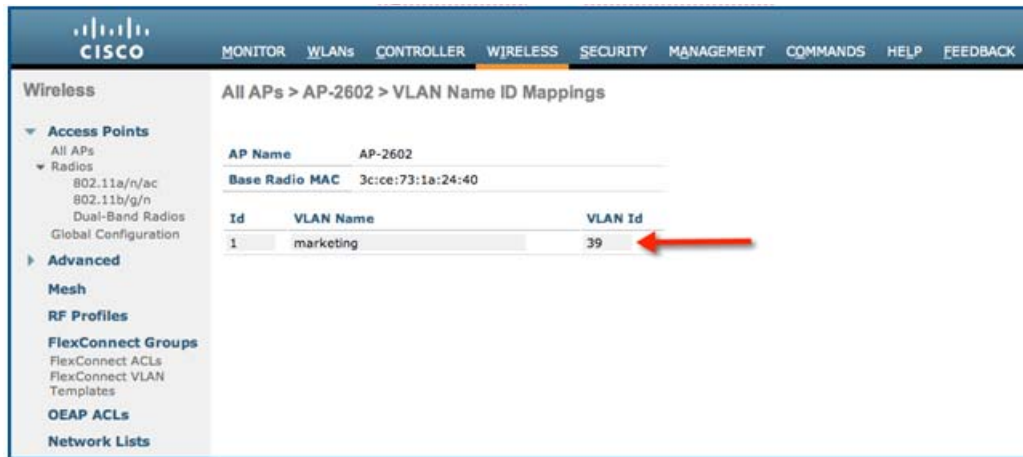 CISCO
MONITOR WLANs CONTROLLER WIRELESS SECURITY MANAGEMENT COMMANDS HELP FEEDBACK
Wireless
Access Points
All APs
Radios
802.11a/n/ac
802.11b/g/n
Dual-Band Radios
Global Configuration
Advanced
Mesh
RF Profiles
FlexConnect Groups
FlexConnect ACLs
FlexConnect VLAN
Templates
OEAP ACLs
Network Lists
All APs > AP-2602 > VLAN Name ID Mappings
AP Name AP-2602
Base Radio MAC 3c:ce:73:1a:24:40
Id VLAN Name VLAN Id
1 marketing 39